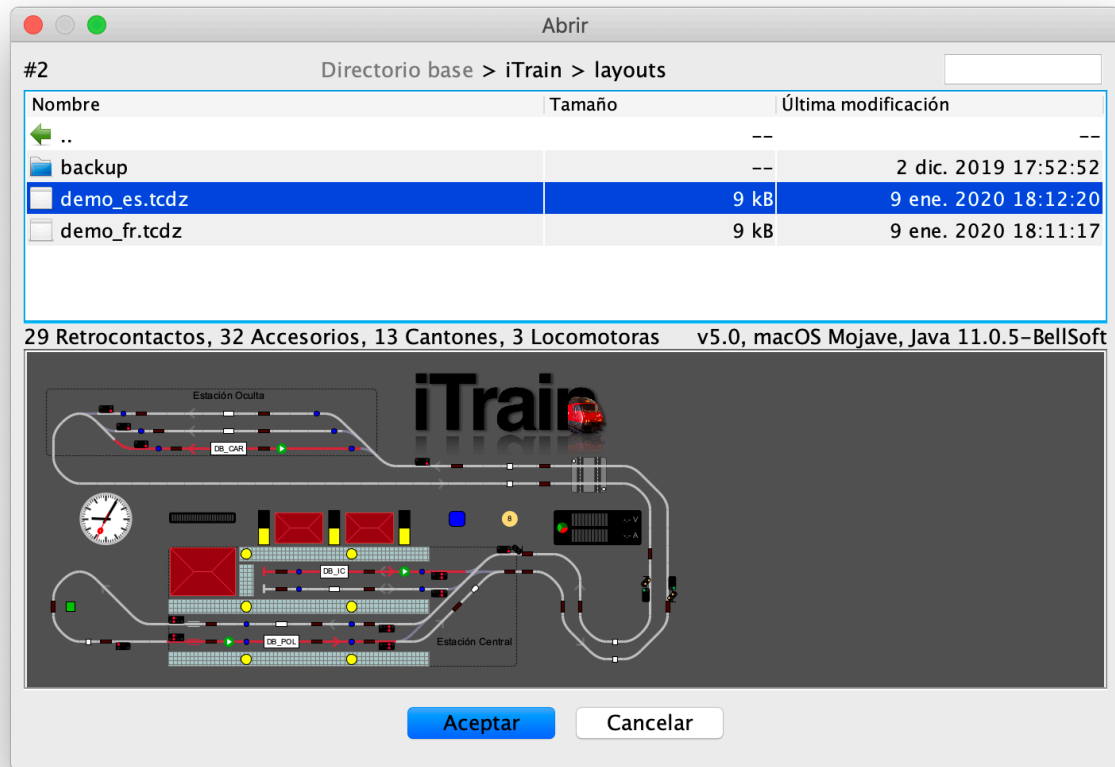 Abrir
#2 Directorio base > iTrain > layouts
Nombre Tamaño Última modificación
.. -- --
backup -- 2 dic. 2019 17:52:52
demo_es.tcdz 9 kB 9 ene. 2020 18:12:20
demo_fr.tcdz 9 kB 9 ene. 2020 18:11:17
29 Retrocontactos, 32 Accesorios, 13 Cantones, 3 Locomotoras v5.0, macOS Mojave, Java 11.0.5-BellSoft
iTrain
Estación Oculta
DB_CAR
8
-.- V
-.- A
DB_IC
DB_POL
Estación Central
Aceptar Cancelar